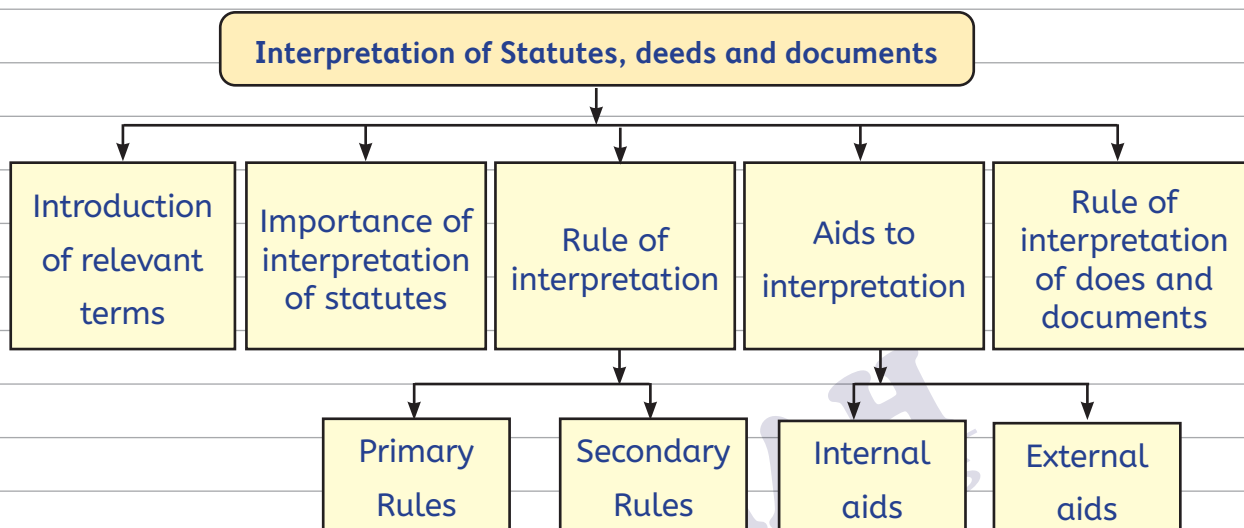 Interpretation of Statutes, deeds and documents
Introduction
of relevant
terms
Importance of
interpretation
of statutes
Rule of
interpretation
Aids to
interpretation
Rule of
interpretation
of does and
documents
Primary
Rules
Secondary
Rules
Internal
aids
External
aids